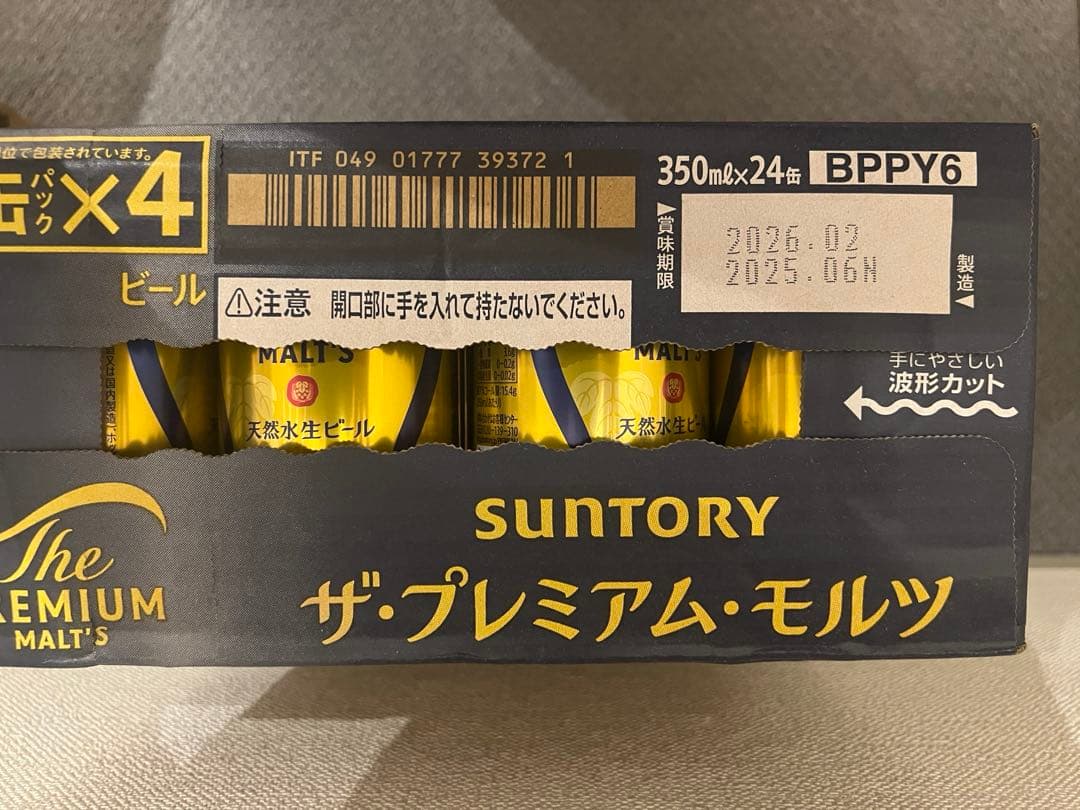 位で包装されています。
缶パック×4
ITF 049 01777 39372 1
350ml×24缶 BPPY6
賞味期限
2026.02
2025.06N
製造
ビール
注意 開口部に手を入れて持たないでください。
手にやさしい
波形カット
MALT'S
天然水生ビール
MALT'S
天然水生ビール
The
PREMIUM
MALT'S
SUNTORY
ザ・プレミアム・モルツ